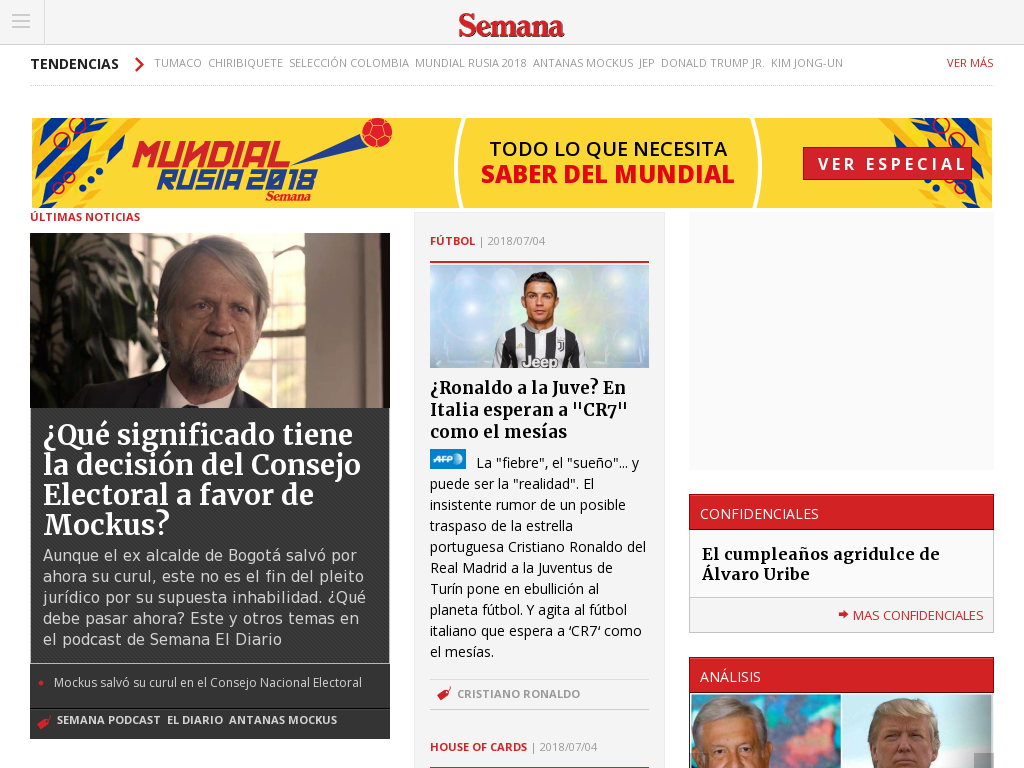 Semana
TENDENCIAS
TUMACO CHIRIBIQUETE SELECCIÓN COLOMBIA MUNDIAL RUSIA 2018 ANTANAS MOCKUS JEP DONALD TRUMP JR. KIM JONG-UN
VER MÁS
MUNDIAL
RUSIA 2018
Semana
TODO LO QUE NECESITA
SABER DEL MUNDIAL
VER ESPECIAL
ÚLTIMAS NOTICIAS
¿Qué significado tiene
la decisión del Consejo
Electoral a favor de
Mockus?
Aunque el ex alcalde de Bogotá salvó por
ahora su curul, este no es el fin del pleito
jurídico por su supuesta inhabilidad. ¿Qué
debe pasar ahora? Este y otros temas en
el podcast de Semana El Diario
Mockus salvó su curul en el Consejo Nacional Electoral
SEMANA PODCAST EL DIARIO ANTANAS MOCKUS
FÚTBOL | 2018/07/04
Jeep
¿Ronaldo a la Juve? En
Italia esperan a "CR7"
como el mesías
AFP La "fiebre", el "sueño"... y
puede ser la "realidad". El
insistente rumor de un posible
traspaso de la estrella
portuguesa Cristiano Ronaldo del
Real Madrid a la Juventus de
Turín pone en ebullición al
planeta fútbol. Y agita al fútbol
italiano que espera a ‘CR7‘ como
el mesías.
CRISTIANO RONALDO
HOUSE OF CARDS | 2018/07/04
CONFIDENCIALES
El cumpleaños agridulce de
Álvaro Uribe
MAS CONFIDENCIALES
ANÁLISIS